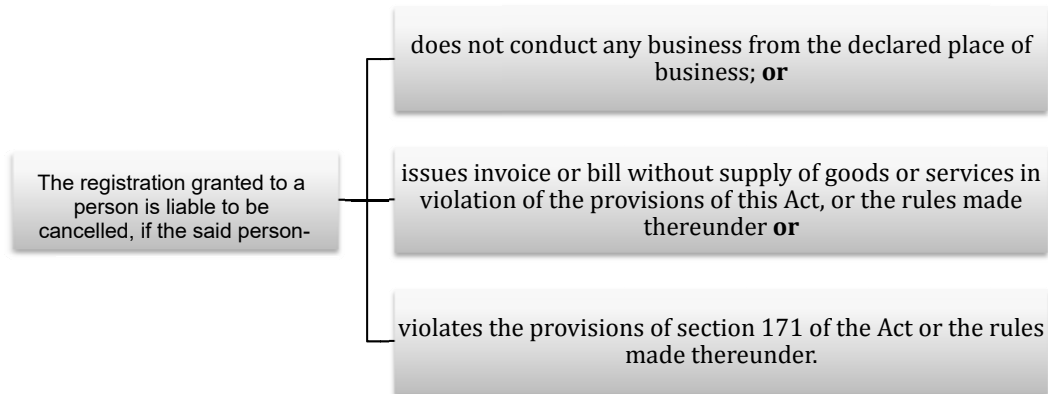 The registration granted to a
person is liable to be
cancelled, if the said person-
does not conduct any business from the declared place of
business; or
issues invoice or bill without supply of goods or services in
violation of the provisions of this Act, or the rules made
thereunder or
violates the provisions of section 171 of the Act or the rules
made thereunder.